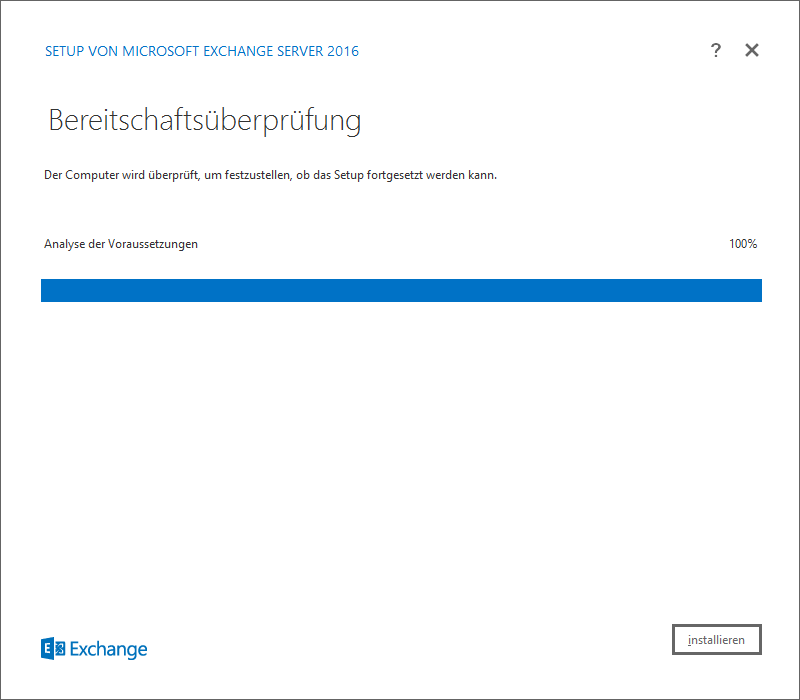 SETUP VON MICROSOFT EXCHANGE SERVER 2016 ?
Bereitschaftsüberprüfung
Der Computer wird überprüft, um festzustellen, ob das Setup fortgesetzt werden kann.
Analyse der Voraussetzungen 100%
E Exchange
installieren